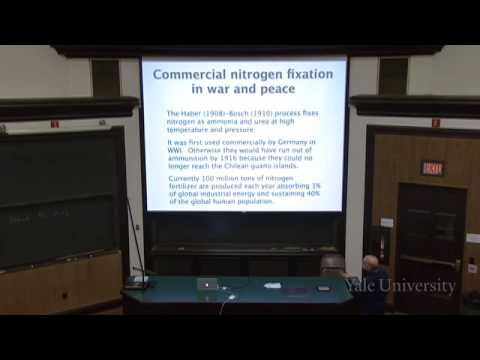 Commercial nitrogen fixation
in war and peace
The Haber (1908)-Bosch (1910) process fixes
nitrogen as ammonia and urea at high
temperature and pressure
It was first used commercially by Germany in
WWI. Otherwise they would have run out of
ammunition by 1916 because they could no
longer reach the Chilean guano islands.
Currently 100 million tons of nitrogen
fertilizer are produced each year absorbing 1%
of global industrial energy and sustaining 40%
of the global human population.
EXIT
Yale University